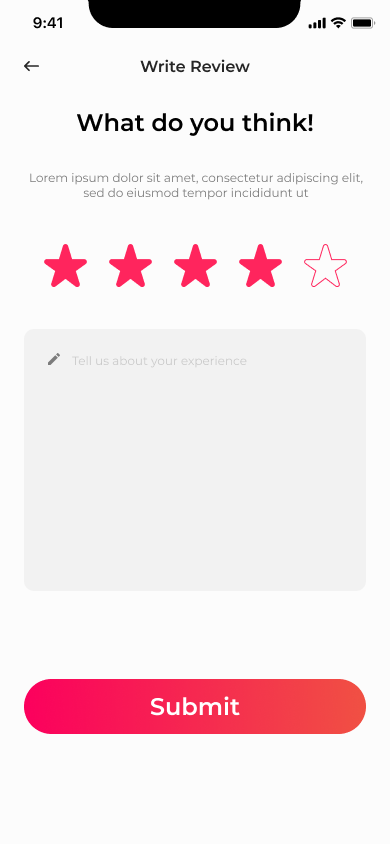 9:41
Write Review
What do you think!
Lorem ipsum dolor sit amet, consectetur adipiscing elit,
sed do eiusmod tempor incididunt ut
Tell us about your experience
Submit